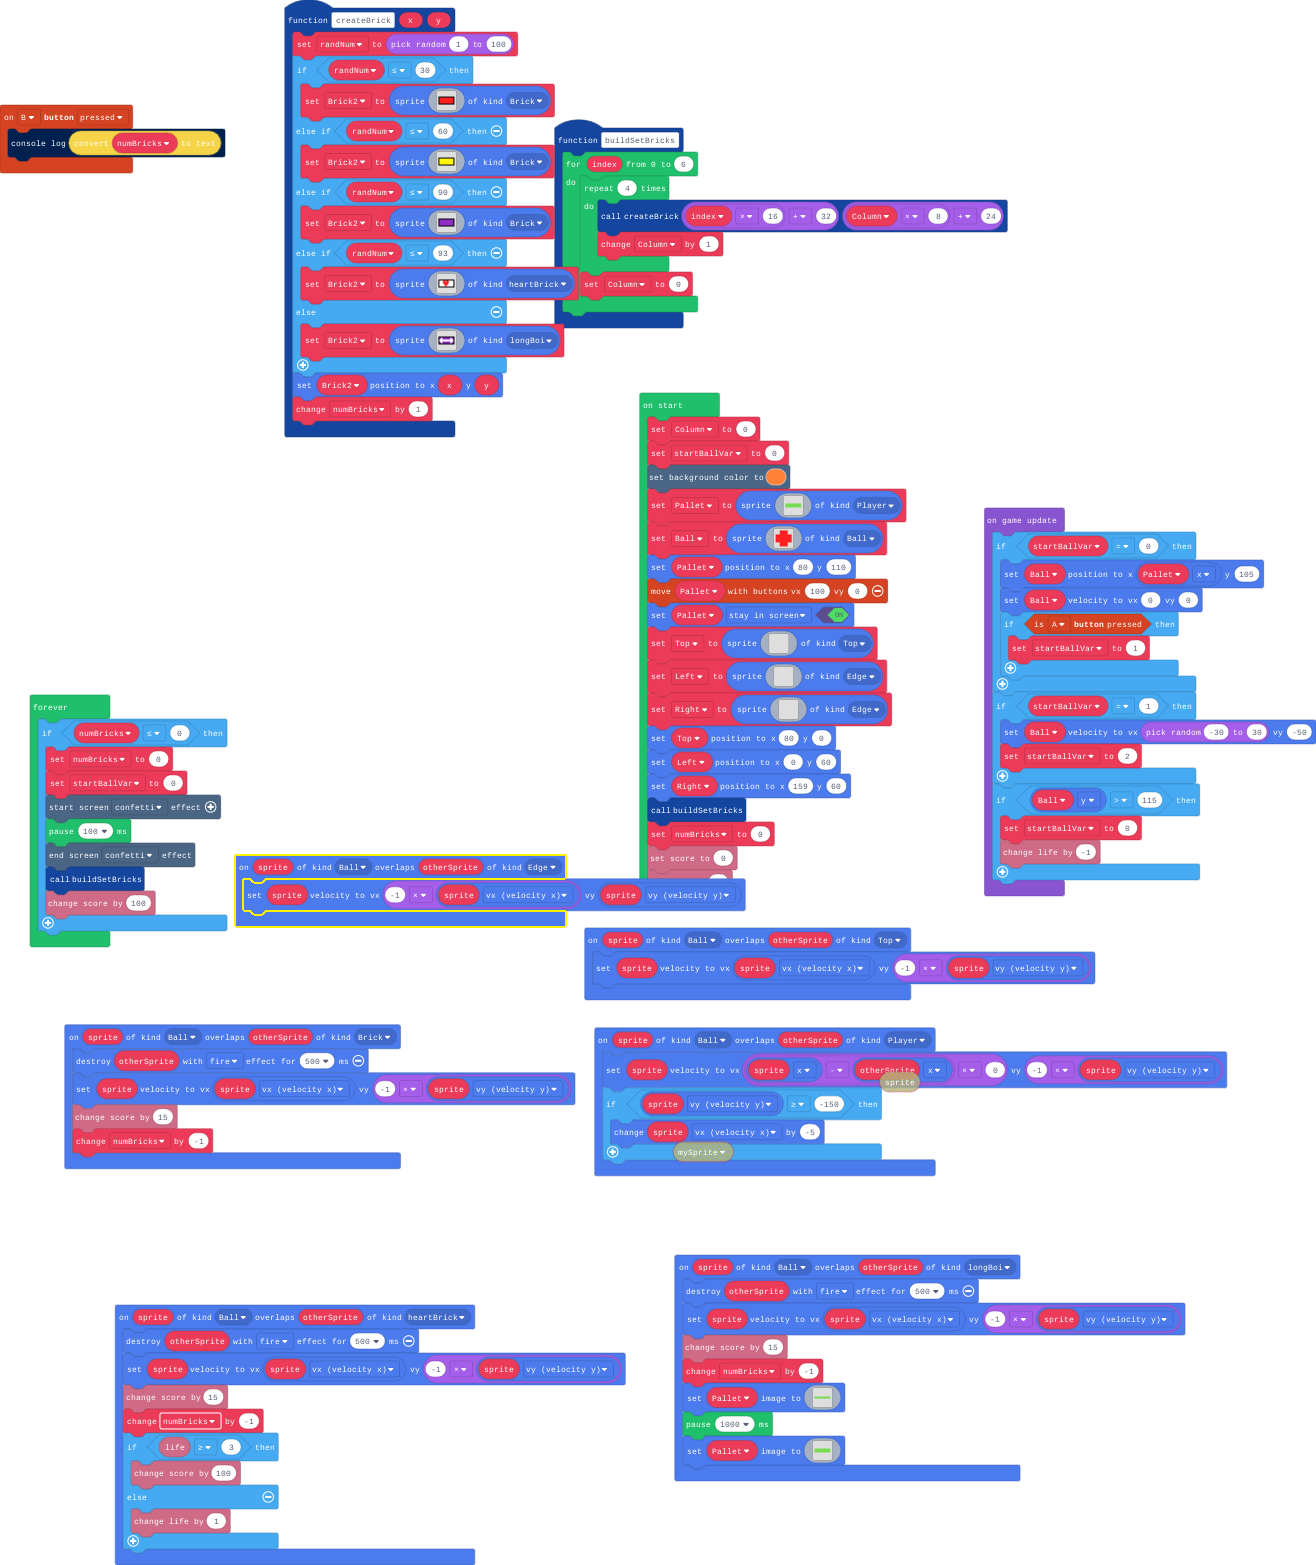 function createBrick x y
set randNum to pick random 1 to 100
if randNum ≤ 30 then
set Brick2 to sprite of kind Brick
else if randNum ≤ 60 then
set Brick2 to sprite of kind Brick
else if randNum ≤ 90 then
set Brick2 to sprite of kind Brick
else if randNum ≤ 93 then
set Brick2 to sprite of kind heartBrick
else
set Brick2 to sprite of kind longBoi
set Brick2 position to x x y y
change numBricks by 1
on B button pressed
console log convert numBricks to text
function buildSetBricks
for index from 0 to 6
do
repeat 4 times
do
call createBrick index × 16 + 32 Column × 8 + 24
change Column by 1
set Column to 0
on start
set Column to 0
set startBallVar to 0
set background color to
set Pallet to sprite of kind Player
set Ball to sprite of kind Ball
set Pallet position to x 80 y 110
move Pallet with buttons vx 100 vy 0
set Pallet stay in screen ON
set Top to sprite of kind Top
set Left to sprite of kind Edge
set Right to sprite of kind Edge
set Top position to x 80 y 0
set Left position to x 0 y 60
set Right position to x 159 y 60
call buildSetBricks
set numBricks to 0
set score to 0
on game update
if startBallVar = 0 then
set Ball position to x Pallet x y 105
set Ball velocity to vx 0 vy 0
if is A button pressed then
set startBallVar to 1
if startBallVar = 1 then
set Ball velocity to vx pick random -30 to 30 vy -50
set startBallVar to 2
if Ball y > 115 then
set startBallVar to 0
change life by -1
forever
if numBricks ≤ 0 then
set numBricks to 0
set startBallVar to 0
start screen confetti effect
pause 100 ms
end screen confetti effect
call buildSetBricks
change score by 100
on sprite of kind Ball overlaps otherSprite of kind Edge
set sprite velocity to vx -1 × sprite vx (velocity x) vy sprite vy (velocity y)
on sprite of kind Ball overlaps otherSprite of kind Top
set sprite velocity to vx sprite vx (velocity x) vy -1 × sprite vy (velocity y)
on sprite of kind Ball overlaps otherSprite of kind Brick
destroy otherSprite with fire effect for 500 ms
set sprite velocity to vx sprite vx (velocity x) vy -1 × sprite vy (velocity y)
change score by 15
change numBricks by -1
on sprite of kind Ball overlaps otherSprite of kind Player
set sprite velocity to vx sprite x - otherSprite x × 0 vy -1 × sprite vy (velocity y)
sprite
if sprite vy (velocity y) ≥ -150 then
change sprite vx (velocity x) by -5
mySprite
on sprite of kind Ball overlaps otherSprite of kind longBoi
destroy otherSprite with fire effect for 500 ms
set sprite velocity to vx sprite vx (velocity x) vy -1 × sprite vy (velocity y)
change score by 15
change numBricks by -1
set Pallet image to
pause 1000 ms
set Pallet image to
on sprite of kind Ball overlaps otherSprite of kind heartBrick
destroy otherSprite with fire effect for 500 ms
set sprite velocity to vx sprite vx (velocity x) vy -1 × sprite vy (velocity y)
change score by 15
change numBricks by -1
if life ≥ 3 then
change score by 100
else
change life by 1